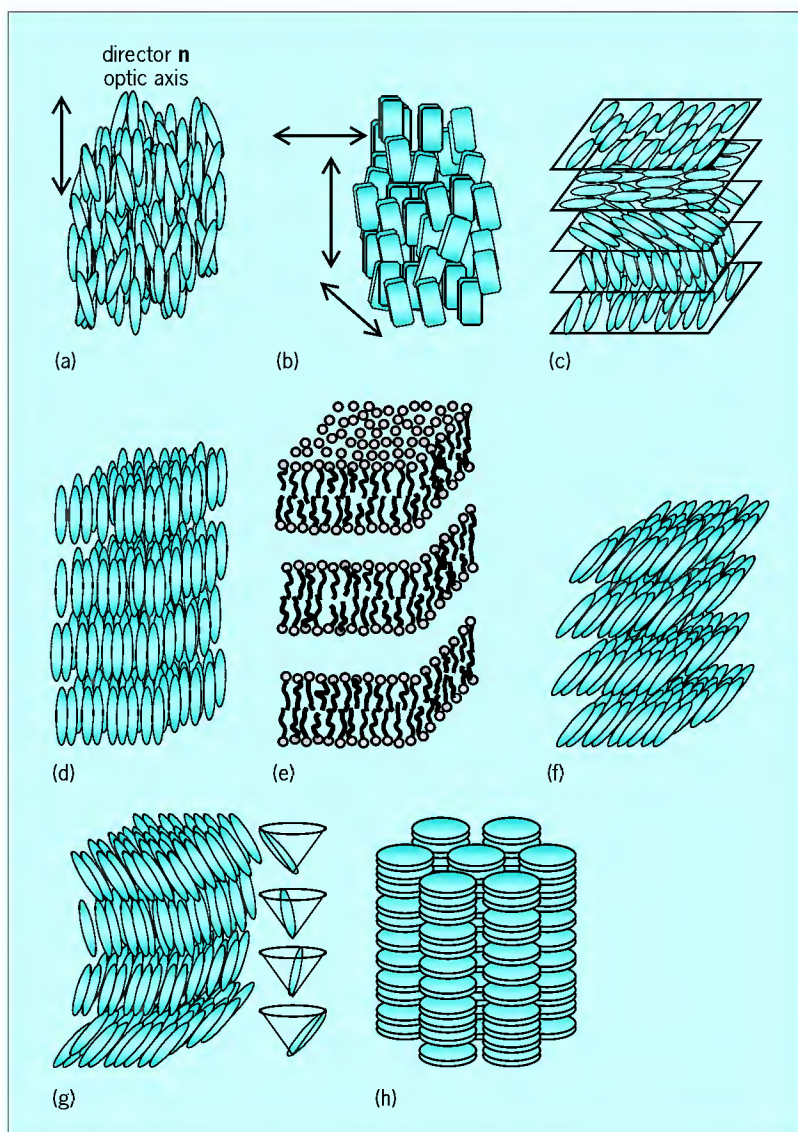 director n
optic axis
(a)
(b)
(c)
(d)
(e)
(f)
(g)
(h)